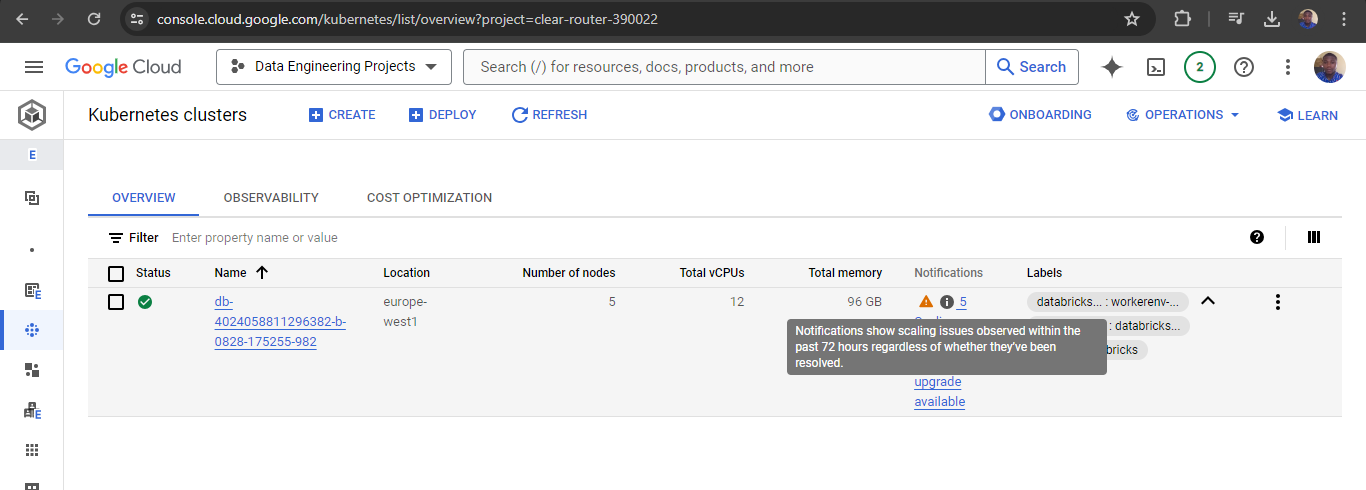 console.cloud.google.com/kubernetes/list/overview?project=clear-router-390022
Google Cloud
Data Engineering Projects
Search (/) for resources, docs, products, and more
Search
2
Kubernetes clusters
CREATE
DEPLOY
REFRESH
ONBOARDING
OPERATIONS
LEARN
E
OVERVIEW
OBSERVABILITY
COST OPTIMIZATION
Filter
Enter property name or value
Status
Name
Location
Number of nodes
Total vCPUs
Total memory
Notifications
Labels
db-
4024058811296382-b-
0828-175255-982
europe-
west1
5
12
96 GB
5
upgrade
available
databricks... : workerenv-...
: databricks...
bricks
Notifications show scaling issues observed within the
past 72 hours regardless of whether they've been
resolved.
E
E